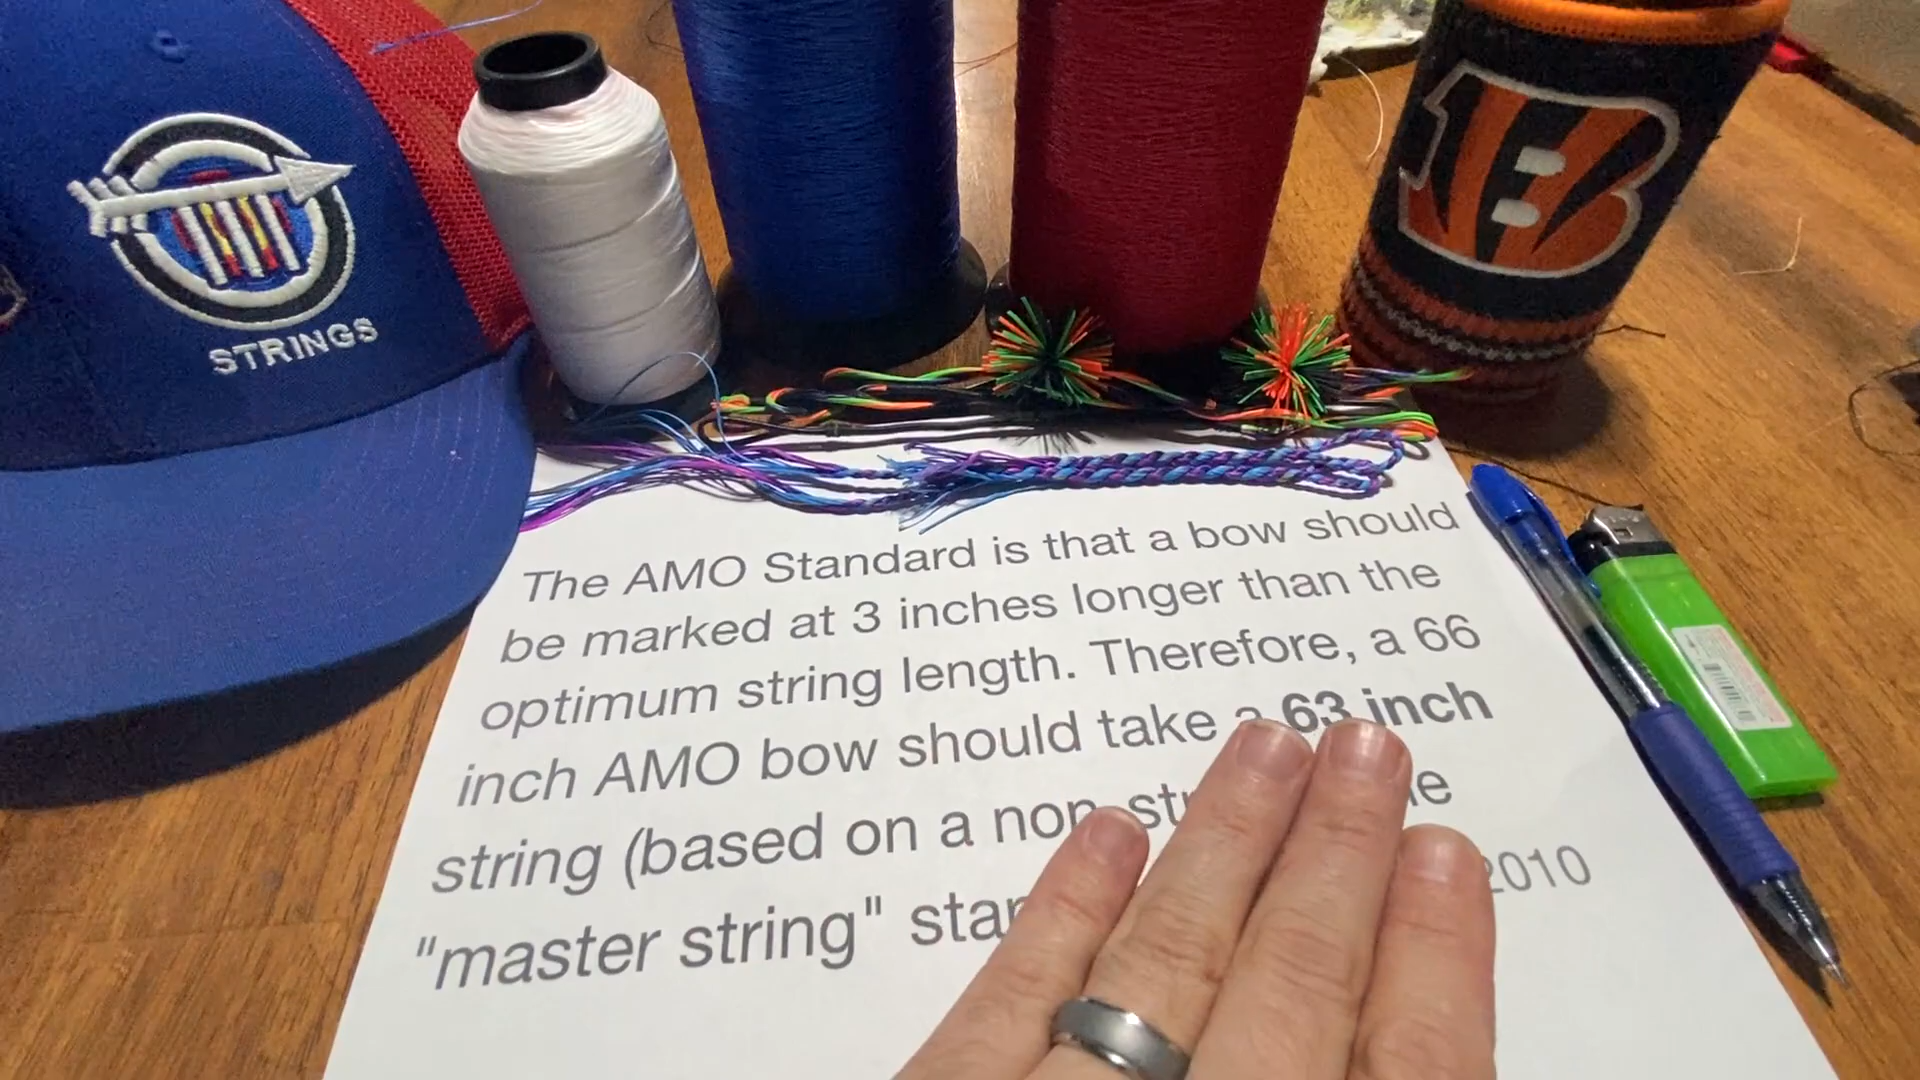 STRINGS
B
The AMO Standard is that a bow should
be marked at 3 inches longer than the
optimum string length. Therefore, a 66
inch AMO bow should take a 63 inch
string (based on a non
"master string"
2010